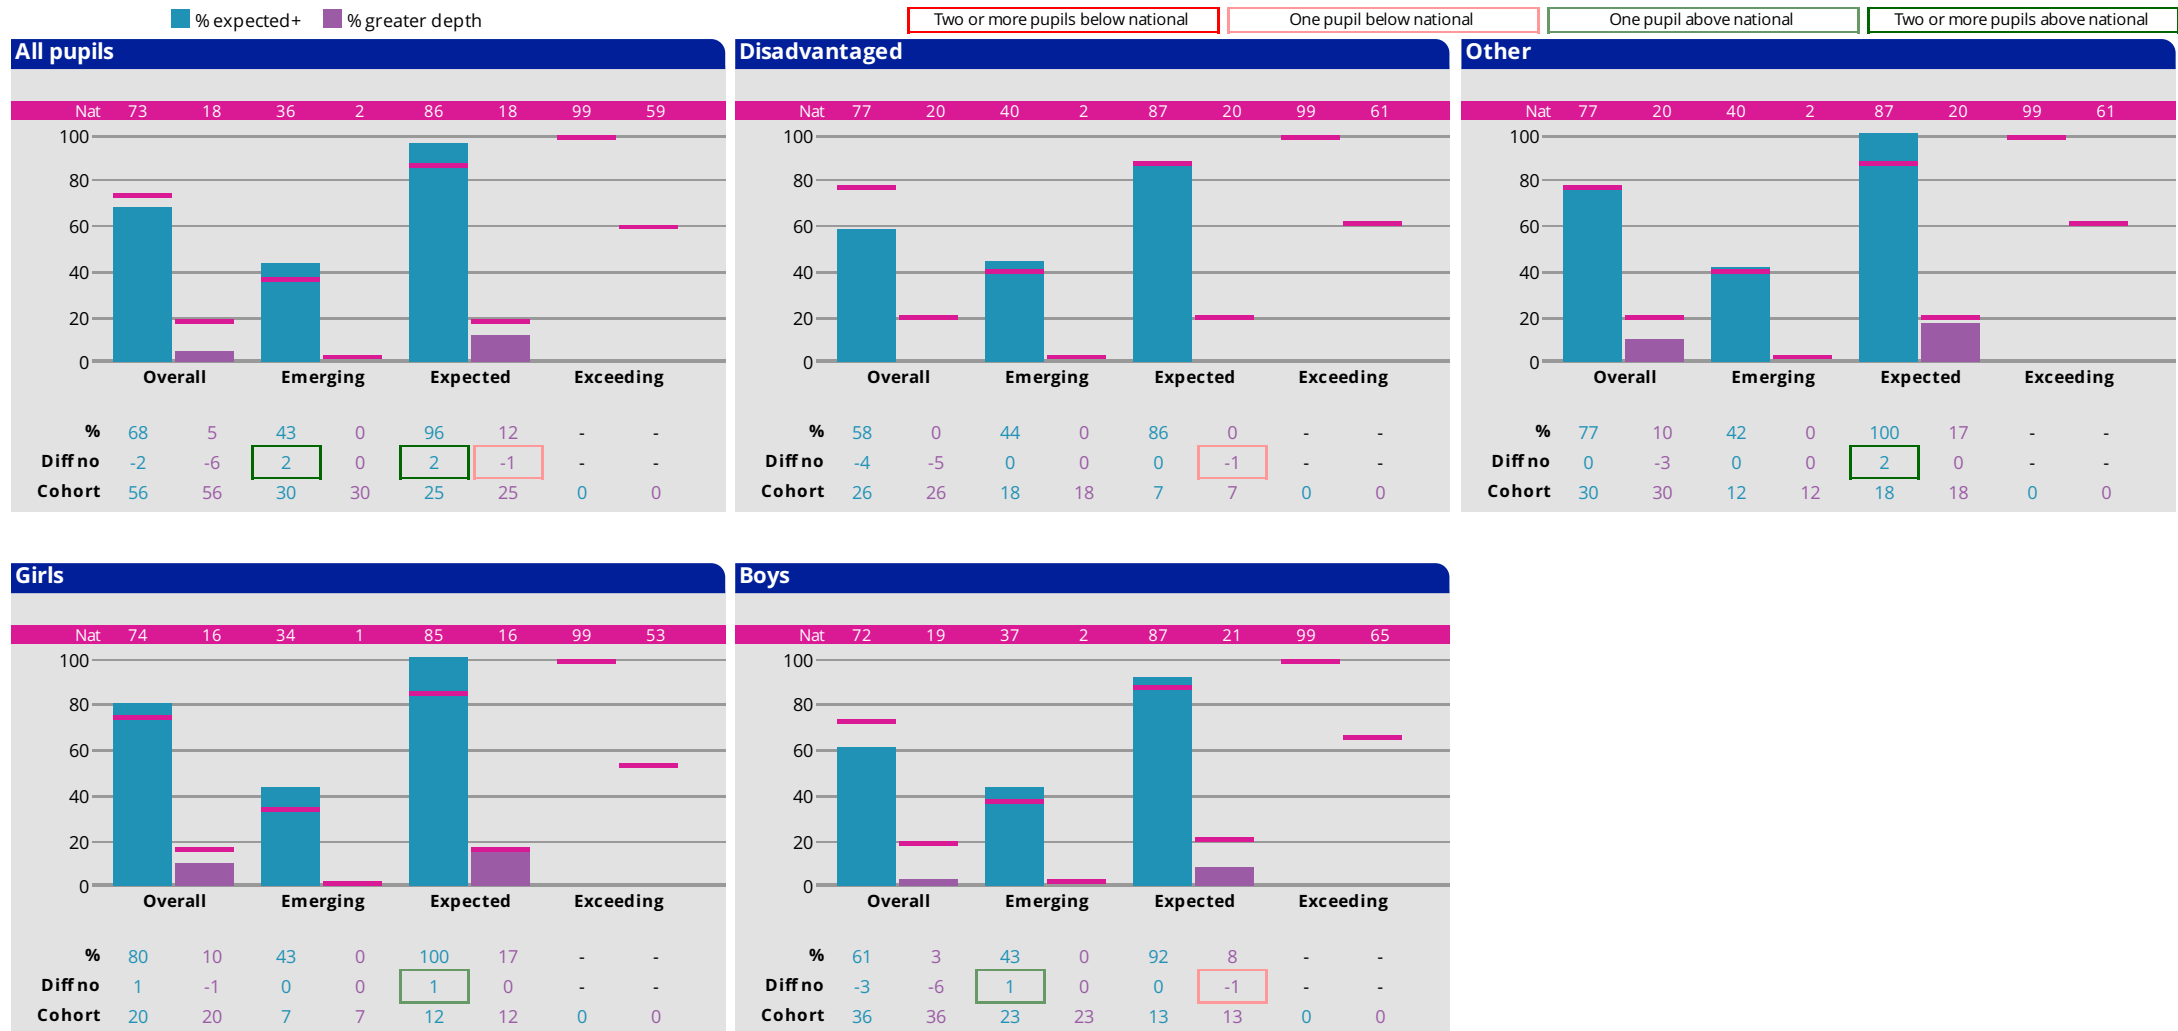 % expected+ % greater depth
Two or more pupils below national One pupil below national One pupil above national Two or more pupils above national
All pupils
Nat 73 18 36 2 86 18 99 59
100
80
60
40
20
0
Overall Emerging Expected Exceeding
% 68 5 43 0 96 12 - -
Diff no -2 -6 2 0 2 -1 - -
Cohort 56 56 30 30 25 25 0 0
Disadvantaged
Nat 77 20 40 2 87 20 99 61
100
80
60
40
20
0
Overall Emerging Expected Exceeding
% 58 0 44 0 86 0 - -
Diff no -4 -5 0 0 0 -1 - -
Cohort 26 26 18 18 7 7 0 0
Other
Nat 77 20 40 2 87 20 99 61
100
80
60
40
20
0
Overall Emerging Expected Exceeding
% 77 10 42 0 100 17 - -
Diff no 0 -3 0 0 2 0 - -
Cohort 30 30 12 12 18 18 0 0
Girls
Nat 74 16 34 1 85 16 99 53
100
80
60
40
20
0
Overall Emerging Expected Exceeding
% 80 10 43 0 100 17 - -
Diff no 1 -1 0 0 1 0 - -
Cohort 20 20 7 7 12 12 0 0
Boys
Nat 72 19 37 2 87 21 99 65
100
80
60
40
20
0
Overall Emerging Expected Exceeding
% 61 3 43 0 92 8 - -
Diff no -3 -6 1 0 0 -1 - -
Cohort 36 36 23 23 13 13 0 0